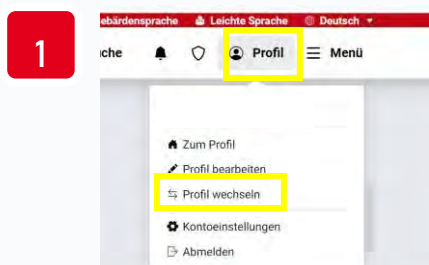 1
ebärdensprache Leichte Sprache Deutsch
che Profil Menü
Zum Profil
Profil bearbeiten
Profil wechseln
Kontoeinstellungen
Abmelden